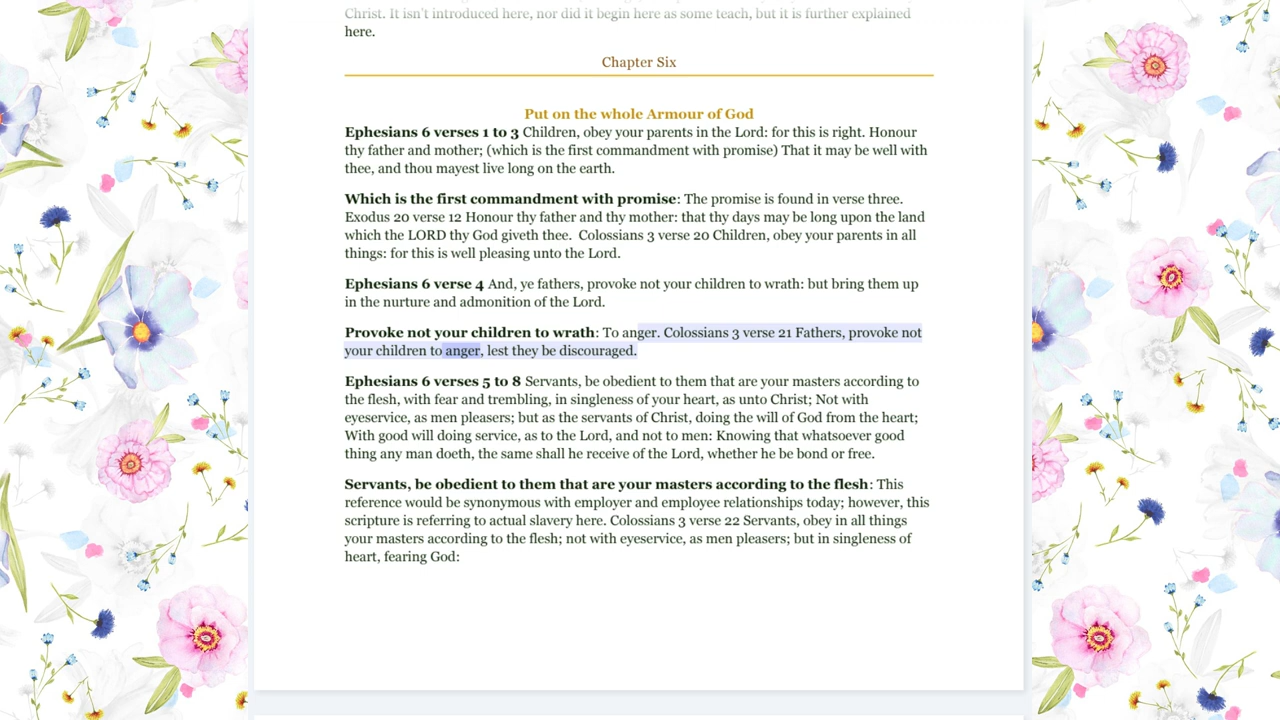 Christ. It isn't introduced here, nor did it begin here as some teach, but it is further explained
here.
Chapter Six
Put on the whole Armour of God
Ephesians 6 verses 1 to 3 Children, obey your parents in the Lord: for this is right. Honour
thy father and mother; (which is the first commandment with promise) That it may be well with
thee, and thou mayest live long on the earth.
Which is the first commandment with promise: The promise is found in verse three.
Exodus 20 verse 12 Honour thy father and thy mother: that thy days may be long upon the land
which the LORD thy God giveth thee.  Colossians 3 verse 20 Children, obey your parents in all
things: for this is well pleasing unto the Lord.
Ephesians 6 verse 4 And, ye fathers, provoke not your children to wrath: but bring them up
in the nurture and admonition of the Lord.
Provoke not your children to wrath: To anger. Colossians 3 verse 21 Fathers, provoke not
your children to anger, lest they be discouraged.
Ephesians 6 verses 5 to 8 Servants, be obedient to them that are your masters according to
the flesh, with fear and trembling, in singleness of your heart, as unto Christ; Not with
eyeservice, as men pleasers; but as the servants of Christ, doing the will of God from the heart;
With good will doing service, as to the Lord, and not to men: Knowing that whatsoever good
thing any man doeth, the same shall he receive of the Lord, whether he be bond or free.
Servants, be obedient to them that are your masters according to the flesh: This
reference would be synonymous with employer and employee relationships today; however, this
scripture is referring to actual slavery here. Colossians 3 verse 22 Servants, obey in all things
your masters according to the flesh; not with eyeservice, as men pleasers; but in singleness of
heart, fearing God: